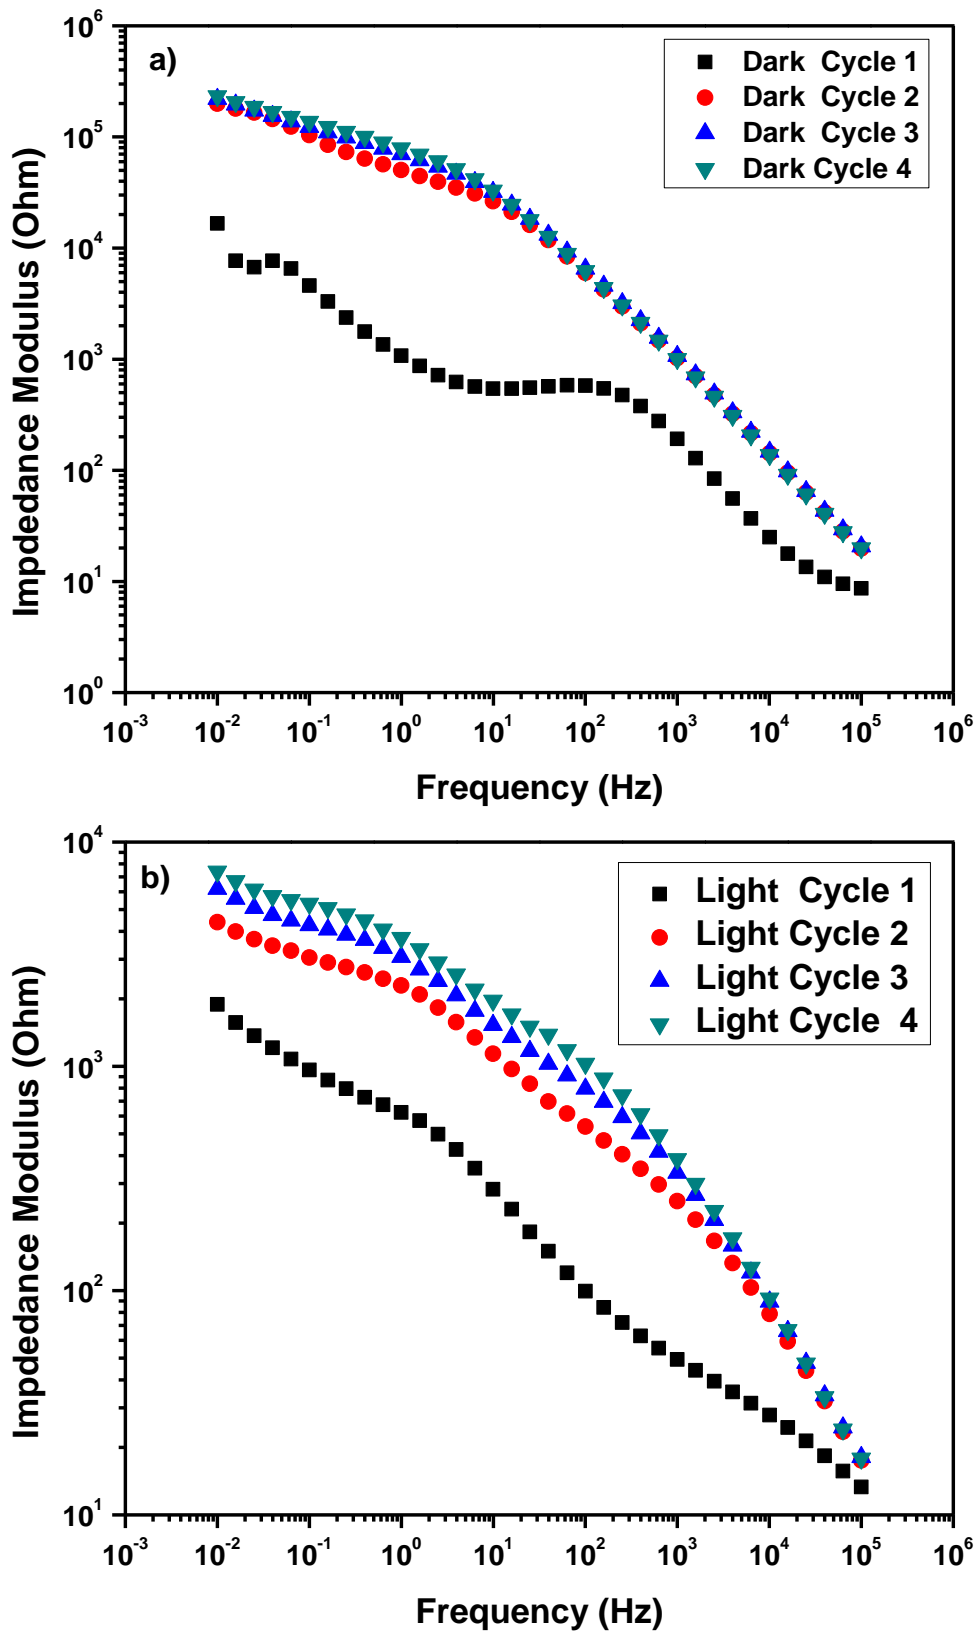 a)
Dark Cycle 1
Dark Cycle 2
Dark Cycle 3
Dark Cycle 4
Impdedance Modulus (Ohm)
10^6
10^5
10^4
10^3
10^2
10^1
10^0
10^-3 10^-2 10^-1 10^0 10^1 10^2 10^3 10^4 10^5 10^6
Frequency (Hz)
b)
Light Cycle 1
Light Cycle 2
Light Cycle 3
Light Cycle 4
Impdedance Modulus (Ohm)
10^4
10^3
10^2
10^1
10^-3 10^-2 10^-1 10^0 10^1 10^2 10^3 10^4 10^5 10^6
Frequency (Hz)